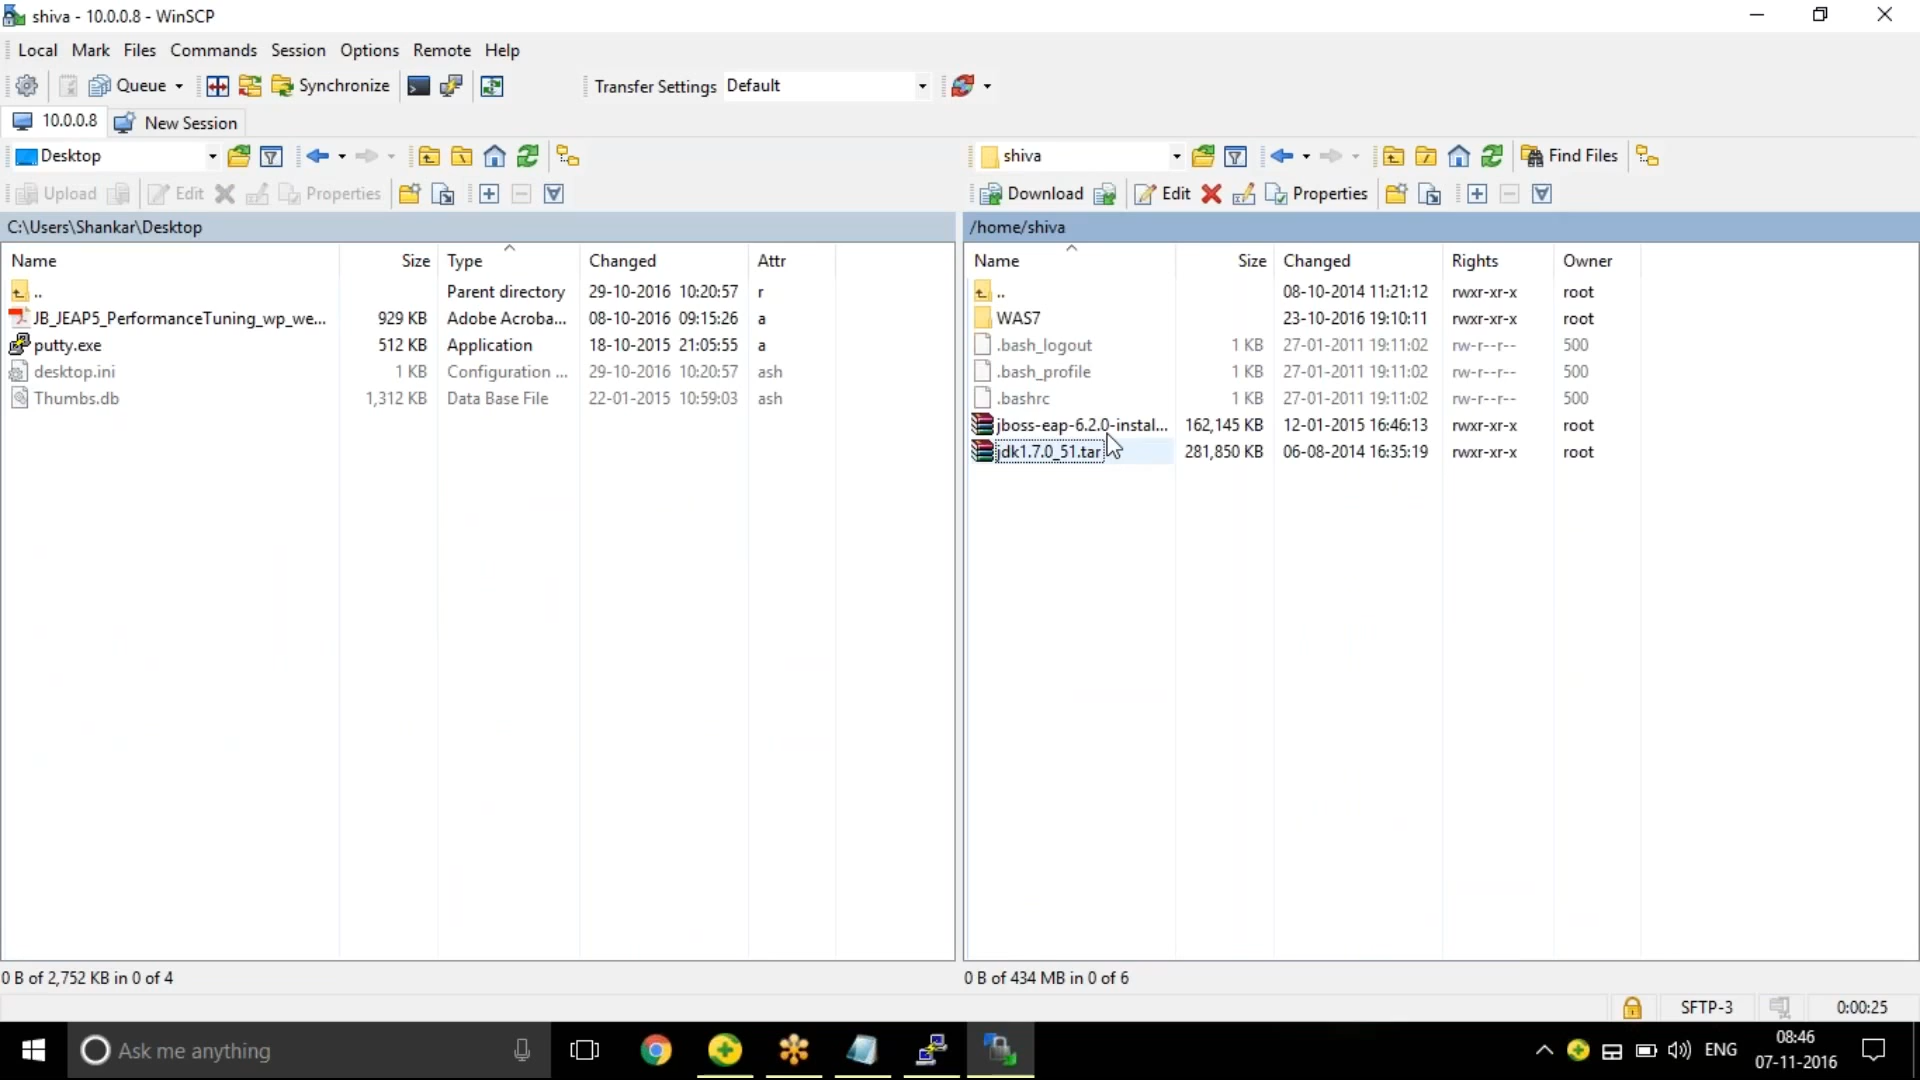 shiva - 10.0.0.8 - WinSCP
Local Mark Files Commands Session Options Remote Help
Queue Synchronize Transfer Settings Default
10.0.0.8 New Session
Desktop
Upload Edit Properties
C:\Users\Shankar\Desktop
Name Size Type Changed Attr
.. Parent directory 29-10-2016 10:20:57 r
JB_JEAP5_PerformanceTuning_wp_we... 929 KB Adobe Acroba... 08-10-2016 09:15:26 a
putty.exe 512 KB Application 18-10-2015 21:05:55 a
desktop.ini 1 KB Configuration ... 29-10-2016 10:20:57 ash
Thumbs.db 1,312 KB Data Base File 22-01-2015 10:59:03 ash
0 B of 2,752 KB in 0 of 4
shiva Find Files
Download Edit Properties
/home/shiva
Name Size Changed Rights Owner
.. 08-10-2014 11:21:12 rwxr-xr-x root
WAS7 23-10-2016 19:10:11 rwxr-xr-x root
.bash_logout 1 KB 27-01-2011 19:11:02 rw-r--r-- 500
.bash_profile 1 KB 27-01-2011 19:11:02 rw-r--r-- 500
.bashrc 1 KB 27-01-2011 19:11:02 rw-r--r-- 500
jboss-eap-6.2.0-instal... 162,145 KB 12-01-2015 16:46:13 rwxr-xr-x root
jdk1.7.0_51.tar 281,850 KB 06-08-2014 16:35:19 rwxr-xr-x root
0 B of 434 MB in 0 of 6
SFTP-3 0:00:25
Ask me anything
ENG
08:46
07-11-2016